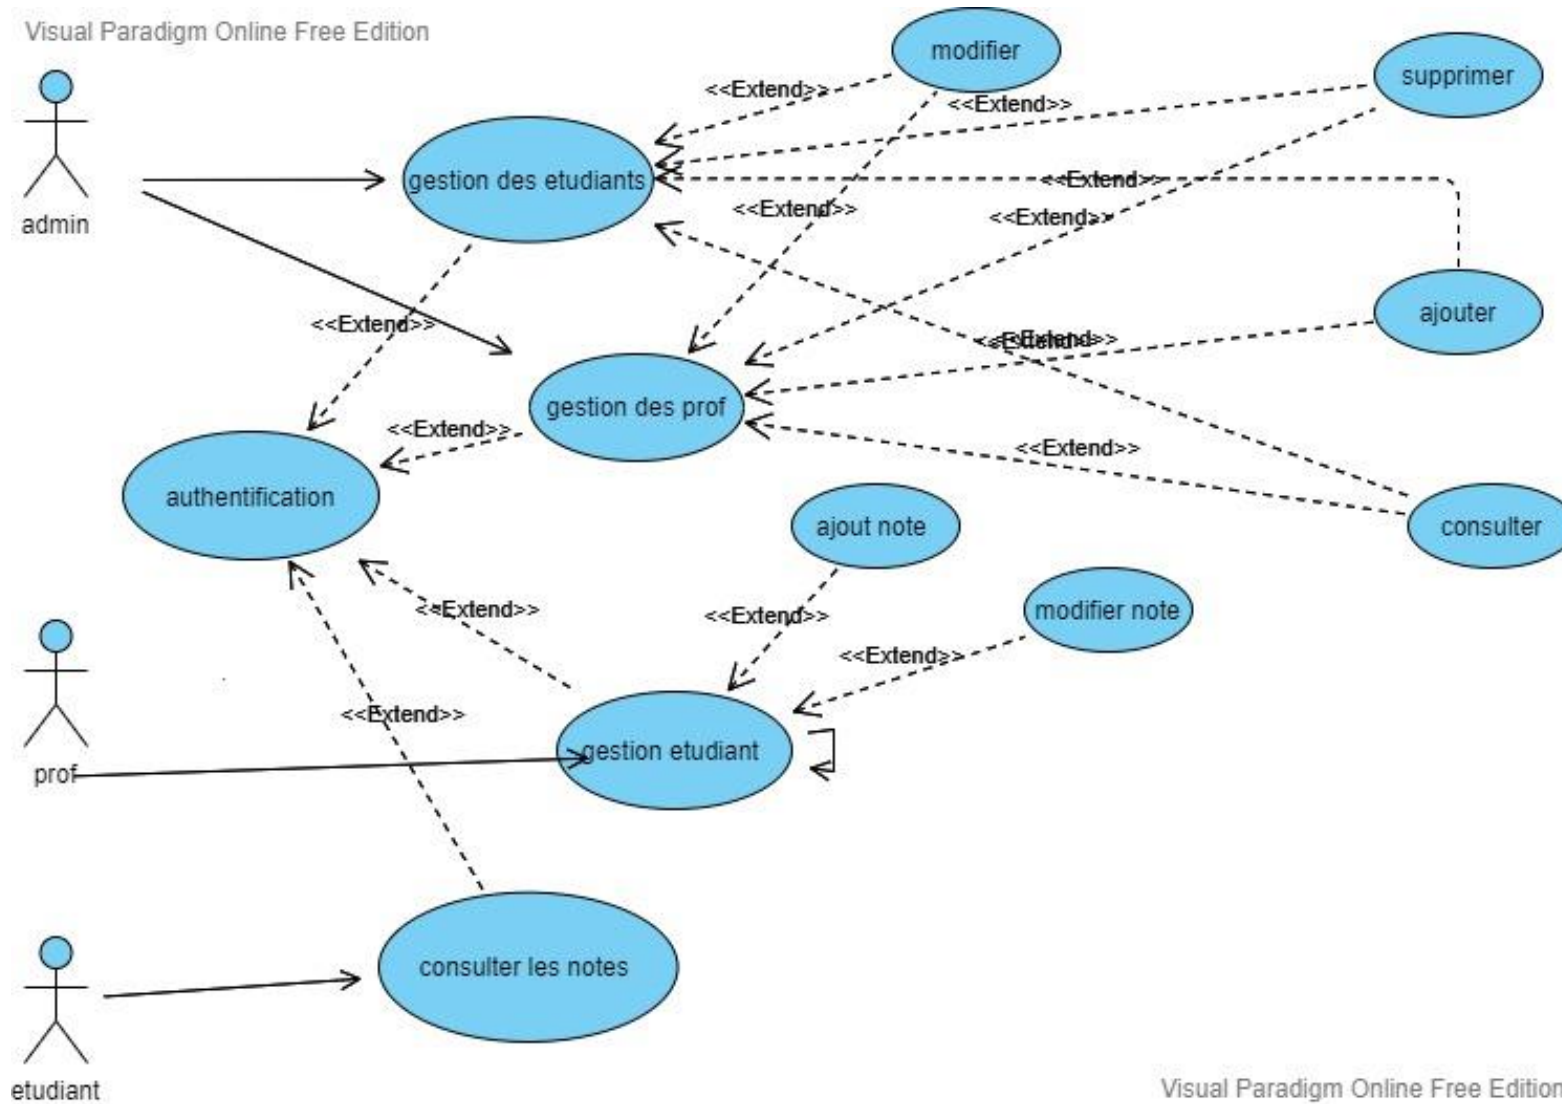 Visual Paradigm Online Free Edition
modifier
supprimer
<<Extend>>
<<Extend>>
admin
gestion des etudiants
<<Extend>>
<<Extend>>
<<Extend>>
<<Extend>>
ajouter
<<Extend>>
<<Extend>>
gestion des prof
<<Extend>>
<<Extend>>
authentification
ajout note
consulter
<<Extend>>
<<Extend>>
modifier note
<<Extend>>
<<Extend>>
prof
gestion etudiant
consulter les notes
etudiant
Visual Paradigm Online Free Edition